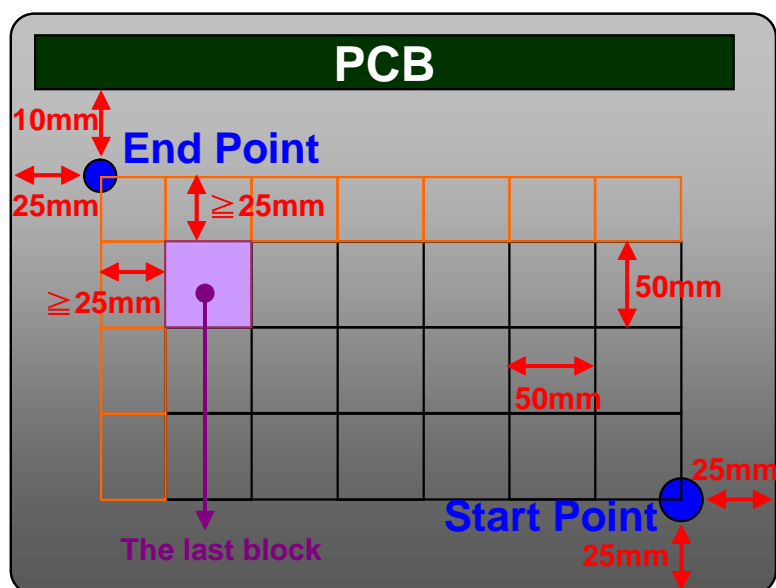 PCB
10mm
End Point
25mm
≧25mm
≧25mm
50mm
50mm
25mm
Start Point
The last block
25mm